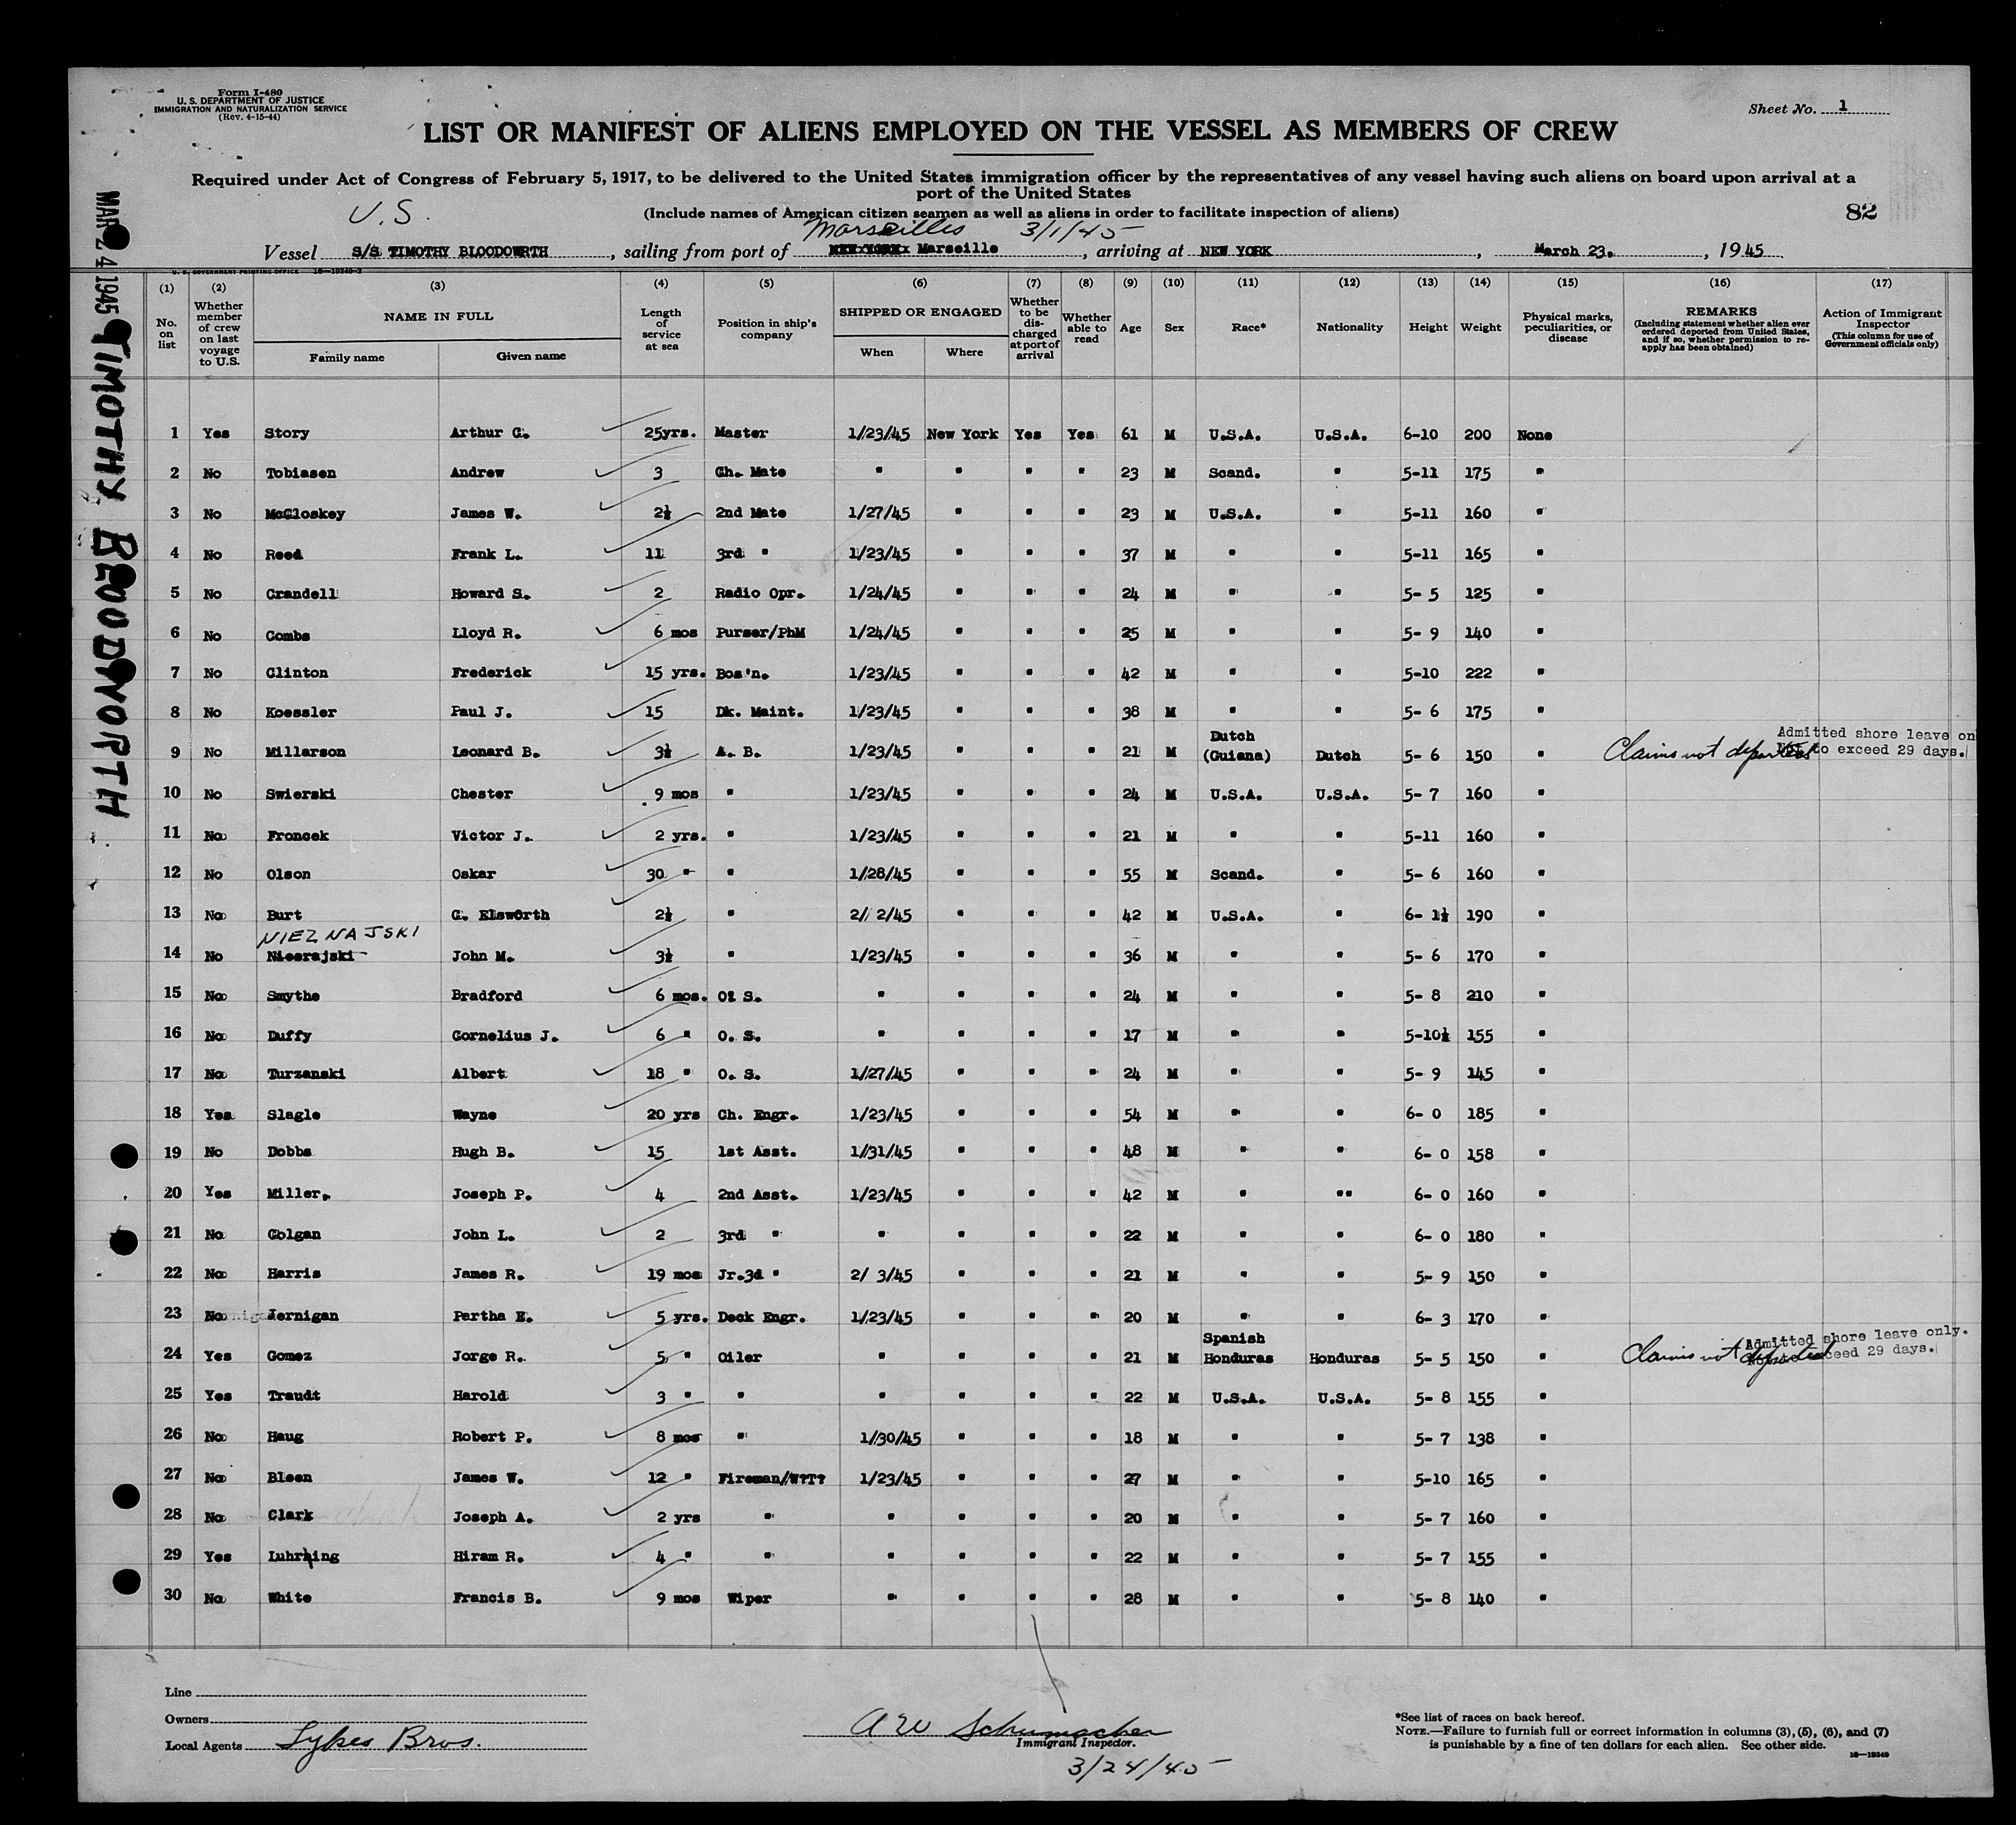 Form I-480
U. S. DEPARTMENT OF JUSTICE
IMMIGRATION AND NATURALIZATION SERVICE
(Rev. 4-15-44)
Sheet No. 1
LIST OR MANIFEST OF ALIENS EMPLOYED ON THE VESSEL AS MEMBERS OF CREW
Required under Act of Congress of February 5, 1917, to be delivered to the United States immigration officer by the representatives of any vessel having such aliens on board upon arrival at a
port of the United States
U.S.
(Include names of American citizen seamen as well as aliens in order to facilitate inspection of aliens)
82
Marseilles 3/1/45
Vessel S/S TIMOTHY BLOODOWRTH, sailing from port of NEW YORK Marseille, arriving at NEW YORK, March 23., 1945
U. S. GOVERNMENT PRINTING OFFICE 16—19349-2
MAR 24 1945 TIMOTHY BLOODWORTH
(1) No. on list
(2) Whether member of crew on last voyage to U.S.
(3) NAME IN FULL Family name Given name
(4) Length of service at sea
(5) Position in ship's company
(6) SHIPPED OR ENGAGED When Where
(7) Whether to be discharged at port of arrival
(8) Whether able to read
(9) Age
(10) Sex
(11) Race*
(12) Nationality
(13) Height
(14) Weight
(15) Physical marks, peculiarities, or disease
(16) REMARKS (Including statement whether alien ever ordered deported from United States, and if so, whether permission to reapply has been obtained)
(17) Action of Immigrant Inspector (This column for use of Government officials only)
1 Yes Story Arthur G. 25yrs. Master 1/23/45 New York Yes Yes 61 M U.S.A. U.S.A. 6-10 200 None
2 No Tobiasen Andrew 3 Ch. Mate " " " " 23 M Scand. " 5-11 175 "
3 No McCloskey James W. 2½ 2nd Mate 1/27/45 " " " 23 M U.S.A. " 5-11 160 "
4 No Reed Frank L. 11 3rd " 1/23/45 " " " 37 M " " 5-11 165 "
5 No Crandell Howard S. 2 Radio Opr. 1/24/45 " " " 24 M " " 5- 5 125 "
6 No Combs Lloyd R. 6 mos Purser/PhM 1/24/45 " " " 25 M " " 5- 9 140 "
7 No Clinton Frederick 15 yrs. Bos'n. 1/23/45 " " " 42 M " " 5-10 222 "
8 No Koessler Paul J. 15 Dk. Maint. 1/23/45 " " " 38 M " " 5- 6 175 "
9 No Millarson Leonard B. 3½ A. B. 1/23/45 " " " 21 M Dutch (Guiana) Dutch 5- 6 150 " Claims not deported Admitted shore leave on Not to exceed 29 days.
10 No Swierski Chester 9 mos " 1/23/45 " " " 24 M U.S.A. U.S.A. 5- 7 160 "
11 No Froncek Victor J. 2 yrs. " 1/23/45 " " " 21 M " " 5-11 160 "
12 No Olson Oskar 30 " " 1/28/45 " " " 55 M Scand. " 5- 6 160 "
13 No Burt G. Elsworth 2½ " 2/ 2/45 " " " 42 M U.S.A. " 6- 1½ 190 "
NIEZNAJSKI
14 No Niesrajski John M. 3½ " 1/23/45 " " " 36 M " " 5- 6 170 "
15 No Smythe Bradford 6 mos. O. S. " " " " 24 M " " 5- 8 210 "
16 No Duffy Cornelius J. 6 " O. S. " " " " 17 M " " 5-10½ 155 "
17 No Turzanski Albert 18 " O. S. 1/27/45 " " " 24 M " " 5- 9 145 "
18 Yes Slagle Wayne 20 yrs Ch. Engr. 1/23/45 " " " 54 M " " 6- 0 185 "
19 No Dobbs Hugh B. 15 1st Asst. 1/31/45 " " " 48 M " " 6- 0 158 "
20 Yes Miller, Joseph P. 4 2nd Asst. 1/23/45 " " " 42 M " "" 6- 0 160 "
21 No Colgan John L. 2 3rd " " " " " 22 M " " 6- 0 180 "
22 No Harris James R. 19 mos Jr.3d " 2/ 3/45 " " " 21 M " " 5- 9 150 "
23 No Jernigan Partha E. 5 yrs. Deck Engr. 1/23/45 " " " 20 M " " 6- 3 170 "
24 Yes Gomez Jorge R. 5 " Oiler " " " " 21 M Spanish Honduras Honduras 5- 5 150 " Claims not deported Admitted shore leave only. Not to exceed 29 days.
25 Yes Traudt Harold 3 " " " " " " 22 M U.S.A. U.S.A. 5- 8 155 "
26 No Haug Robert P. 8 mos " 1/30/45 " " " 18 M " " 5- 7 138 "
27 No Bleen James W. 12 " Fireman/W?T? 1/23/45 " " " 27 M " " 5-10 165 "
28 No Clark Joseph A. 2 yrs " " " " " 20 M " " 5- 7 160 "
29 Yes Luhrhing Hiram R. 4 " " " " " " 22 M " " 5- 7 155 "
30 No White Francis B. 9 mos Wiper " " " " 28 M " " 5- 8 140 "
Line
Owners
Local Agents Sykes Bros.
A W Schumacher
Immigrant Inspector.
3/24/45
*See list of races on back hereof.
NOTE.—Failure to furnish full or correct information in columns (3), (5), (6), and (7)
is punishable by a fine of ten dollars for each alien. See other side.
16—19349